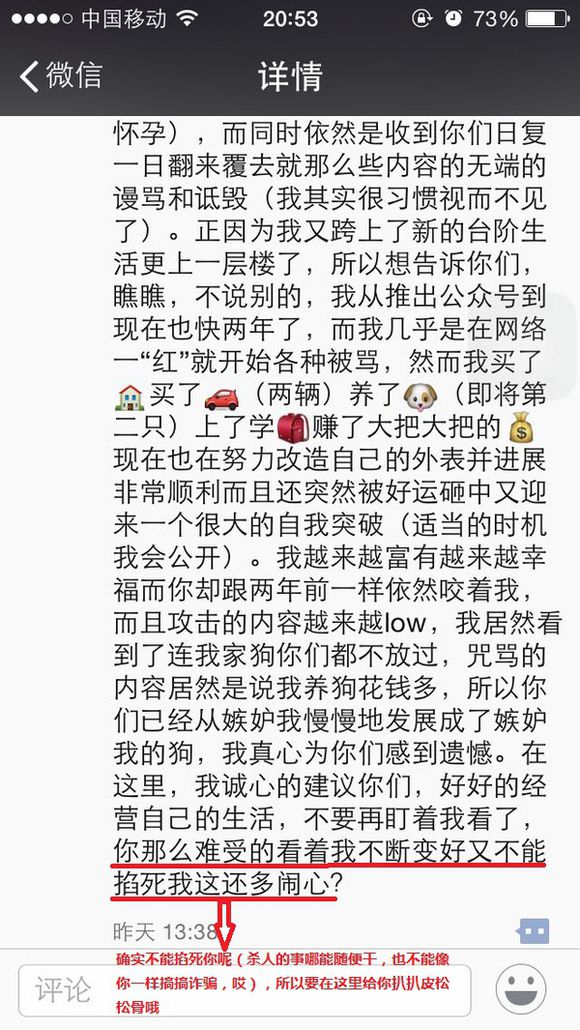 中国移动 20:53 73%
微信 详情
怀孕），而同时依然是收到你们日复
一日翻来覆去就那么些内容的无端的
谩骂和诋毁（我其实很习惯视而不见
了）。正因为我又跨上了新的台阶生
活更上一层楼了，所以想告诉你们，
瞧瞧，不说别的，我从推出公众号到
现在也快两年了，而我几乎是在网络
一“红”就开始各种被骂，然而我买了
🏠买了🚗（两辆）养了🐶（即将第
二只）上了学🎒赚了大把大把的💰
现在也在努力改造自己的外表并进展
非常顺利而且还突然被好运砸中又迎
来一个很大的自我突破（适当的时机
我会公开）。我越来越富有越来越幸
福而你却跟两年前一样依然咬着我，
而且攻击的内容越来越low，我居然看
到了连我家狗你们都不放过，咒骂的
内容居然是说我养狗花钱多，所以你
们已经从嫉妒我慢慢地发展成了嫉妒
我的狗，我真心为你们感到遗憾。在
这里，我诚心的建议你们，好好的经
营自己的生活，不要再盯着我看了，
你那么难受的看着我不断变好又不能
掐死我这还多闹心?
昨天 13:38
确实不能掐死你呢（杀人的事哪能随便干，也不能像
你一样搞搞诈骗，哎），所以要在这里给你扒扒皮松
松骨哦
评论